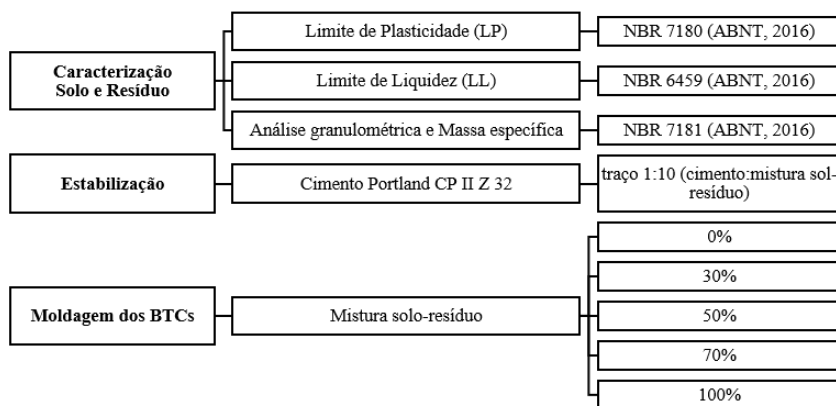 Caracterização
Solo e Resíduo
Limite de Plasticidade (LP)
NBR 7180 (ABNT, 2016)
Limite de Liquidez (LL)
NBR 6459 (ABNT, 2016)
Análise granulométrica e Massa específica
NBR 7181 (ABNT, 2016)
Estabilização
Cimento Portland CP II Z 32
traço 1:10 (cimento:mistura sol-
resíduo)
Moldagem dos BTCs
Mistura solo-resíduo
0%
30%
50%
70%
100%